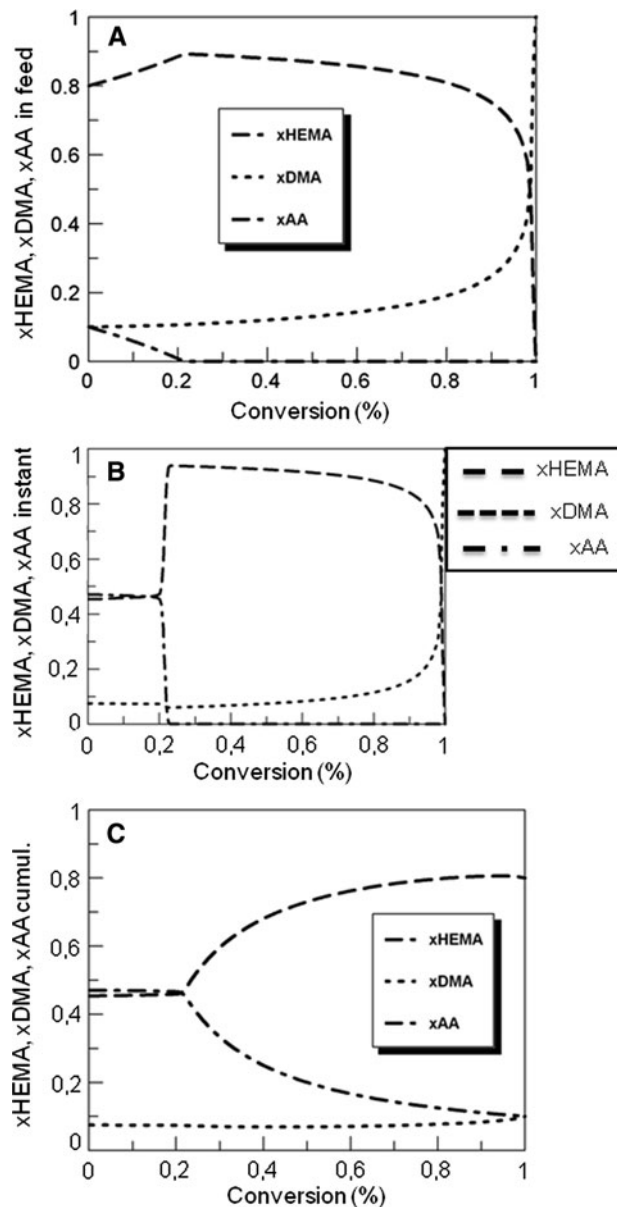 A
xHEMA, xDMA, xAA in feed
1
0.8
0.6
0.4
0.2
0
xHEMA
xDMA
xAA
0 0.2 0.4 0.6 0.8 1
Conversion (%)
B
xHEMA, xDMA, xAA instant
1
0,8
0,6
0,4
0,2
0
xHEMA
xDMA
xAA
0 0,2 0,4 0,6 0,8 1
Conversion (%)
C
xHEMA, xDMA, xAA cumul.
1
0,8
0,6
0,4
0,2
0
xHEMA
xDMA
xAA
0 0,2 0,4 0,6 0,8 1
Conversion (%)